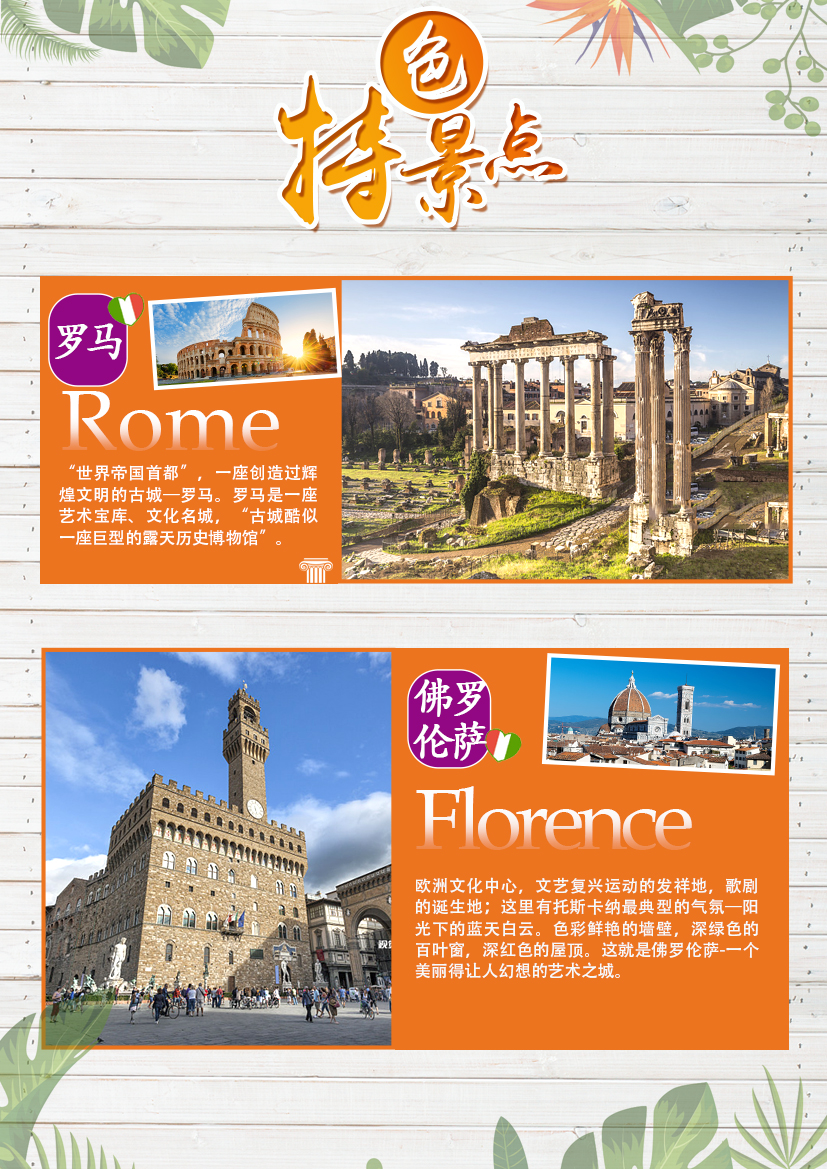 特色景点
罗马
Rome
“世界帝国首都”，一座创造过辉
煌文明的古城—罗马。罗马是一座
艺术宝库、文化名城，“古城酷似
一座巨型的露天历史博物馆”。
佛罗
伦萨
Florence
欧洲文化中心，文艺复兴运动的发祥地，歌剧
的诞生地；这里有托斯卡纳最典型的气氛—阳
光下的蓝天白云。色彩鲜艳的墙壁，深绿色的
百叶窗，深红色的屋顶。这就是佛罗伦萨-一个
美丽得让人幻想的艺术之城。